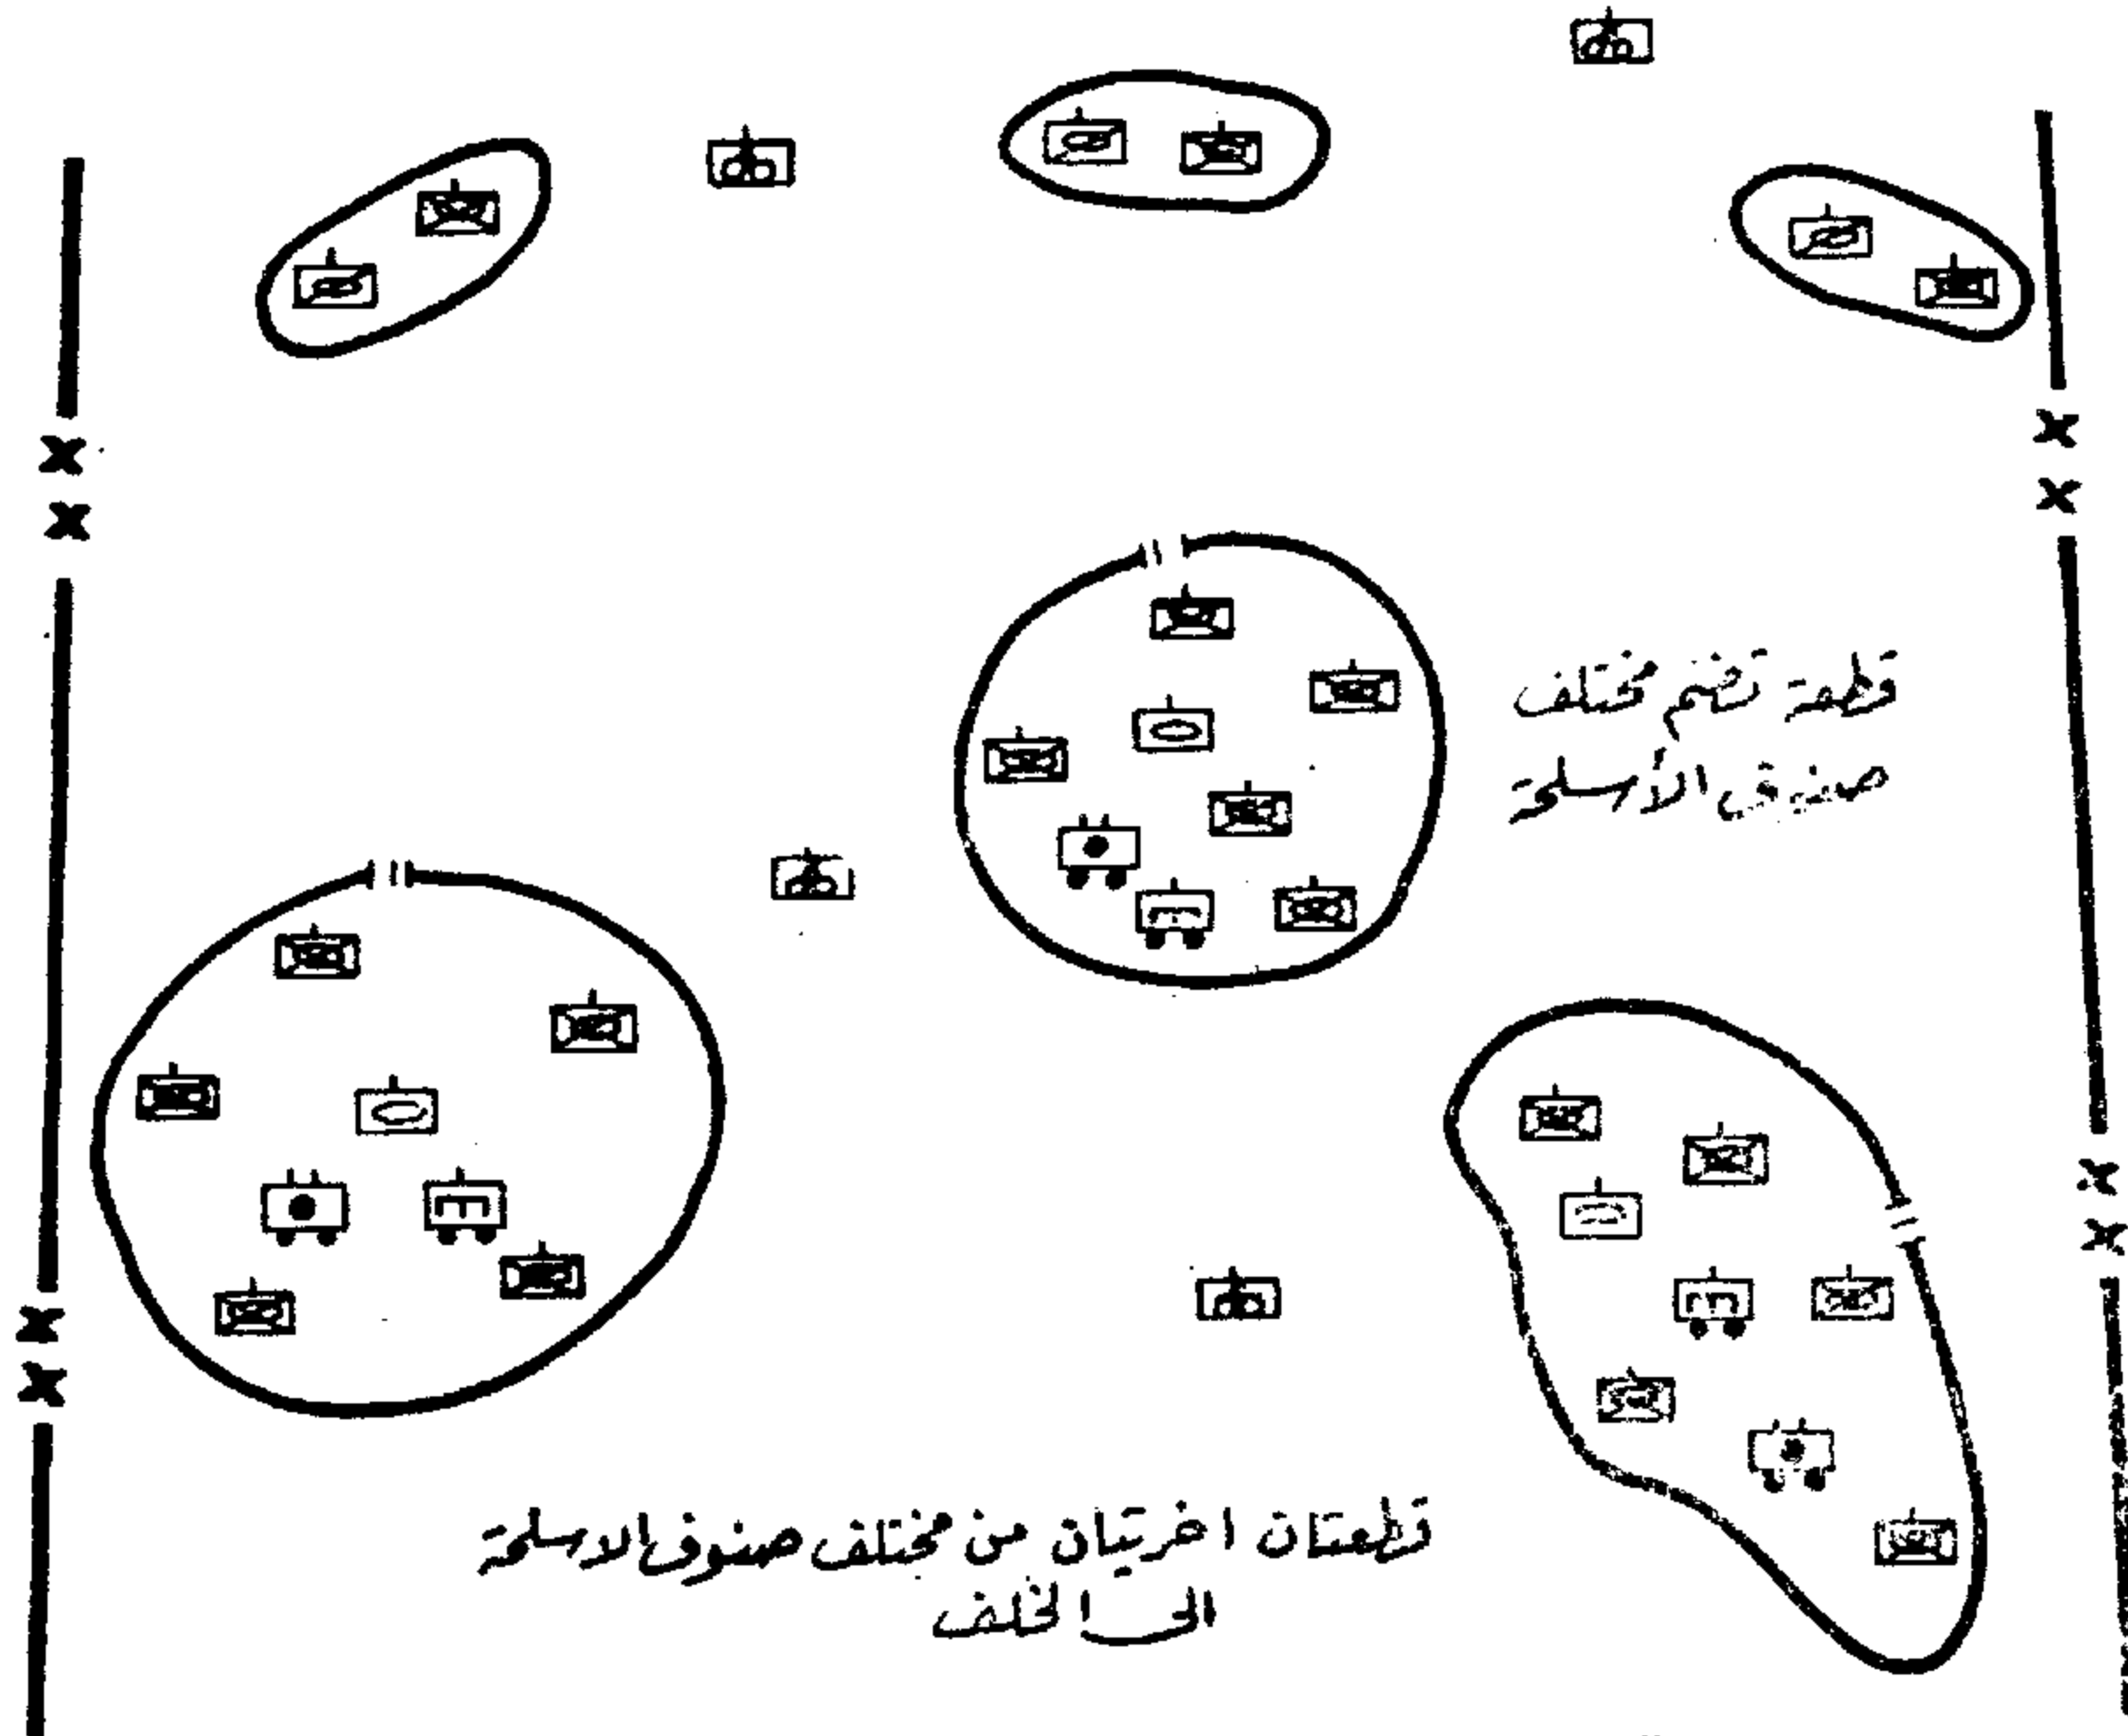 قطعة تضم مختلف
صنوف الأسلحة
قطعتان اخريتان من مختلف صنوف الاسلحة
الى الخلف